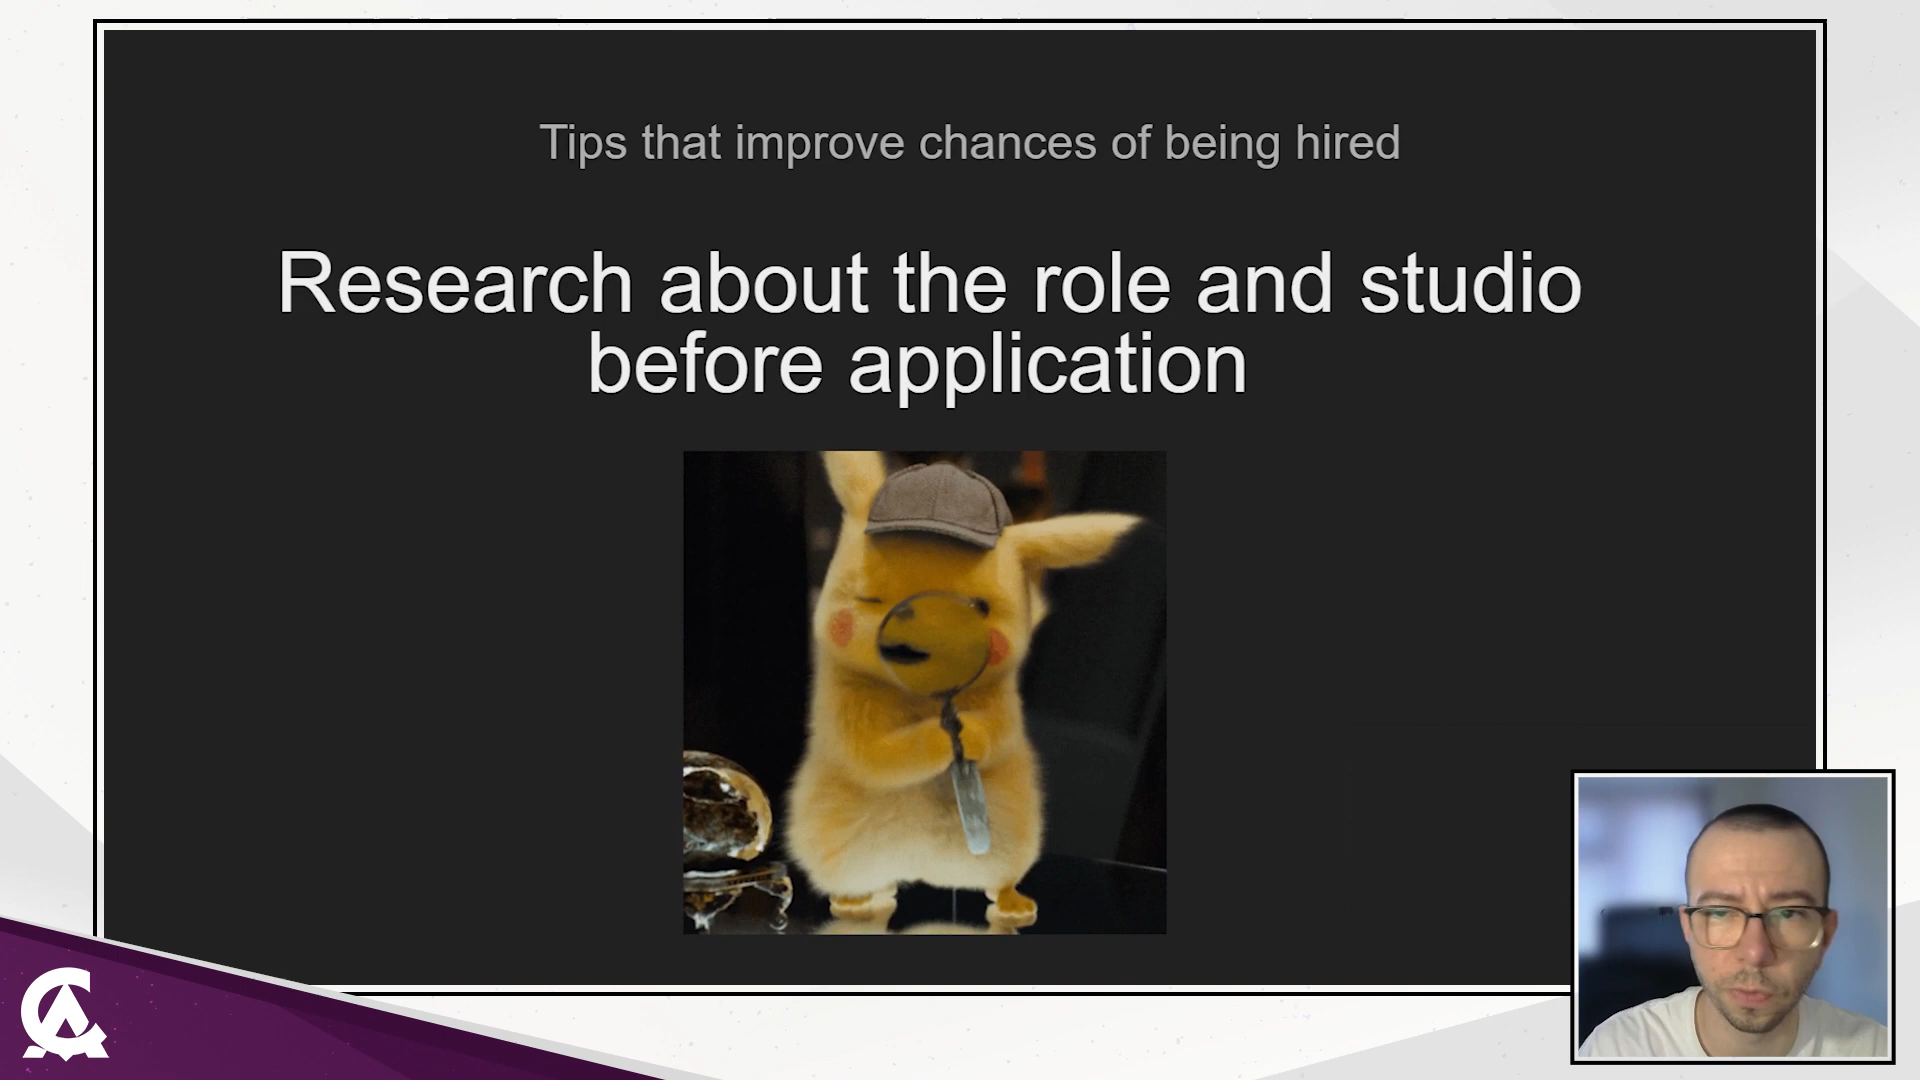 Tips that improve chances of being hired
Research about the role and studio
before application